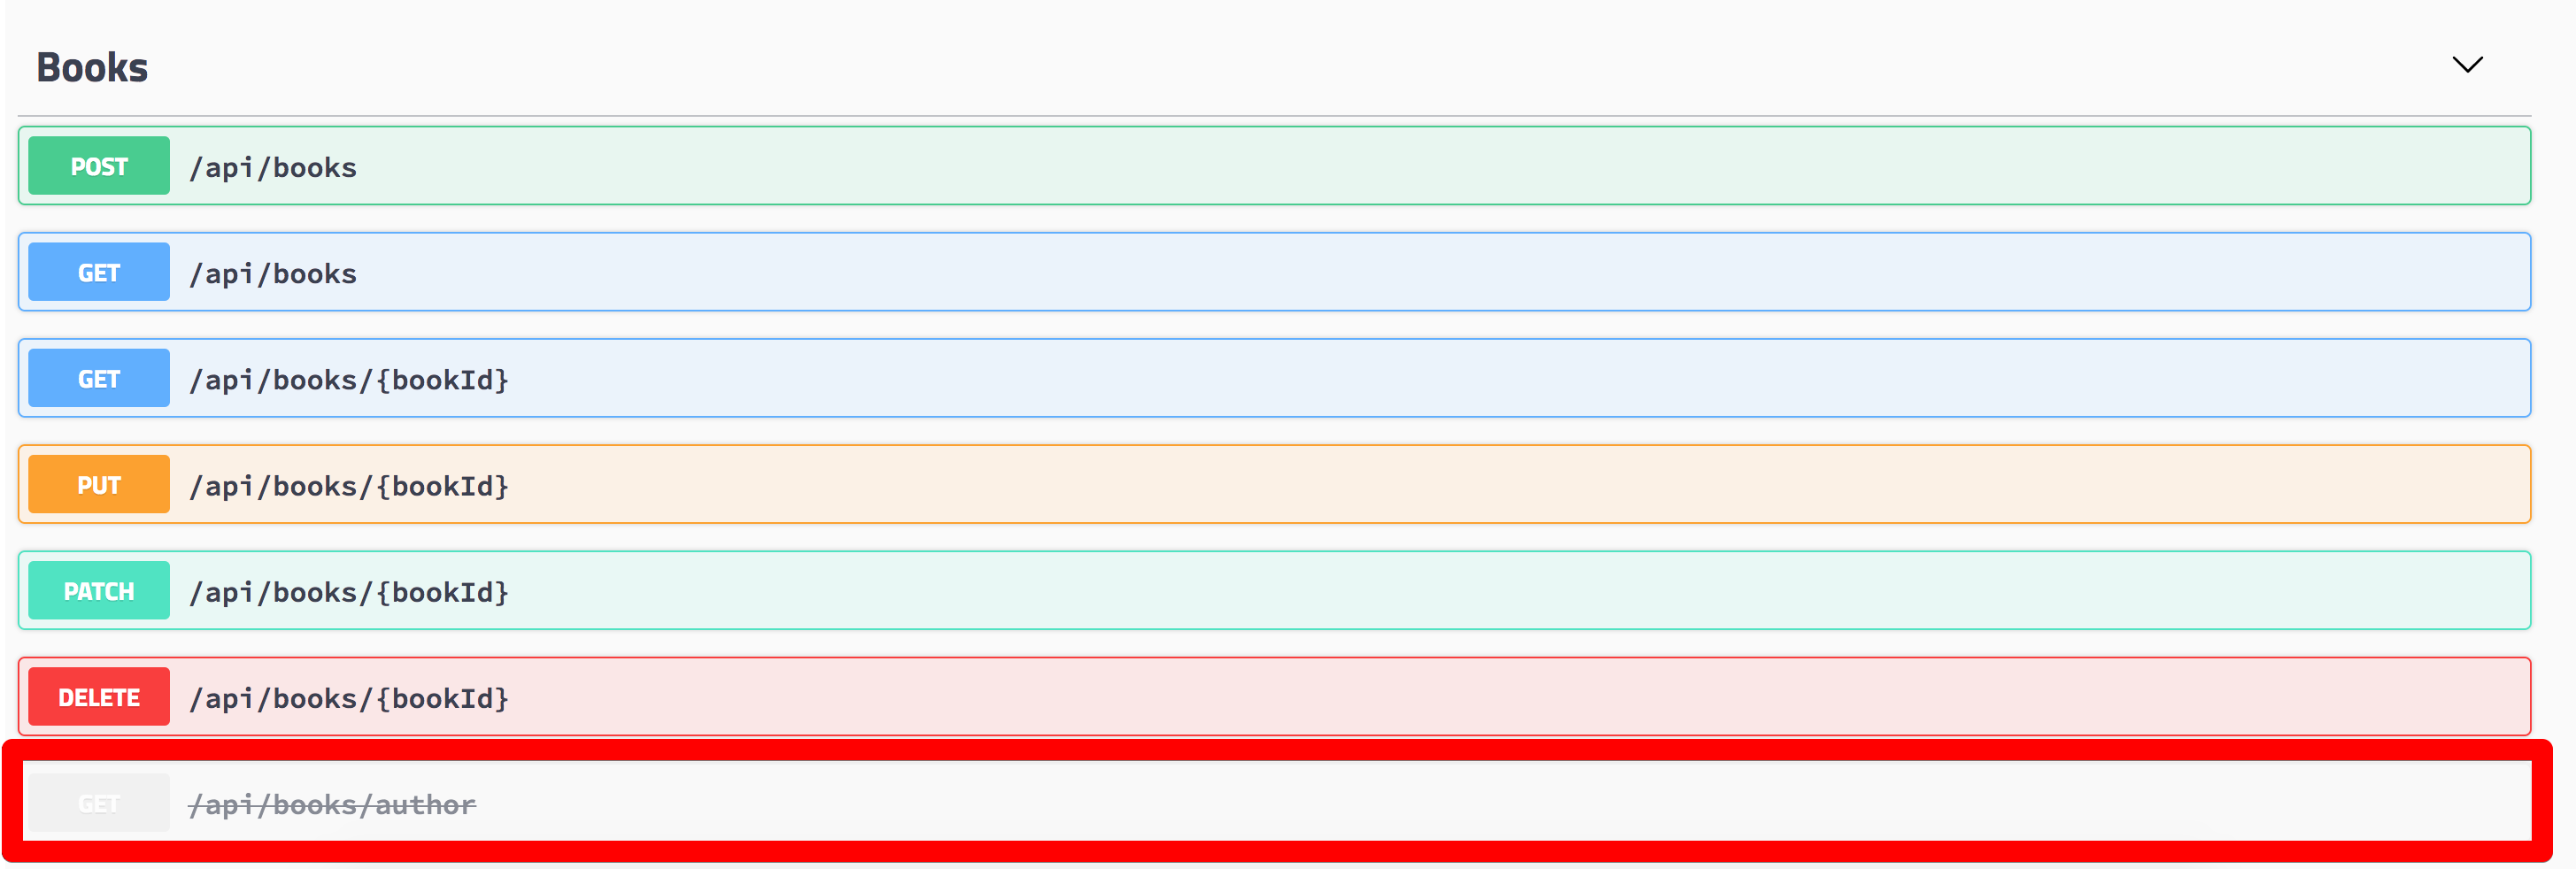 Books
POST /api/books
GET /api/books
GET /api/books/{bookId}
PUT /api/books/{bookId}
PATCH /api/books/{bookId}
DELETE /api/books/{bookId}
GET /api/books/author